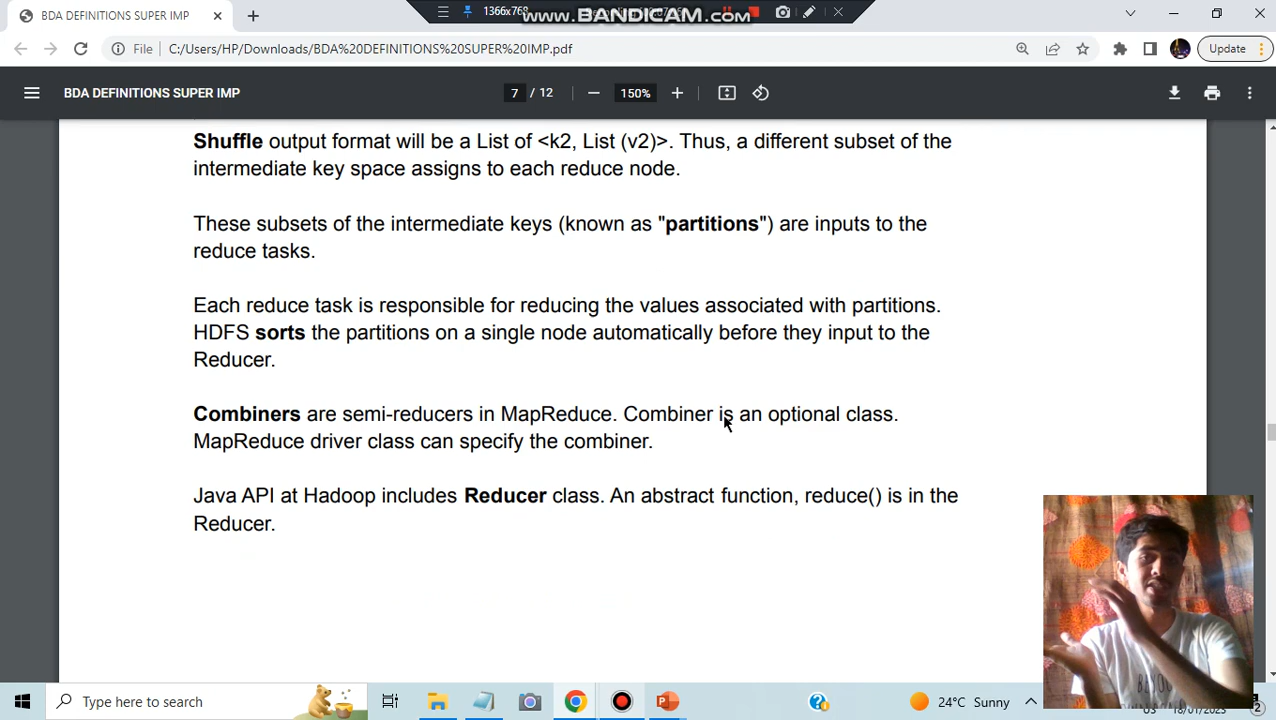 BDA DEFINITIONS SUPER IMP
1366x768
www.BANDICAM.com
File
C:/Users/HP/Downloads/BDA%20DEFINITIONS%20SUPER%20IMP.pdf
Update
BDA DEFINITIONS SUPER IMP
7 / 12
150%
Shuffle output format will be a List of <k2, List (v2)>. Thus, a different subset of the
intermediate key space assigns to each reduce node.
These subsets of the intermediate keys (known as "partitions") are inputs to the
reduce tasks.
Each reduce task is responsible for reducing the values associated with partitions.
HDFS sorts the partitions on a single node automatically before they input to the
Reducer.
Combiners are semi-reducers in MapReduce. Combiner is an optional class.
MapReduce driver class can specify the combiner.
Java API at Hadoop includes Reducer class. An abstract function, reduce() is in the
Reducer.
Type here to search
24°C Sunny
18/01/2023
2